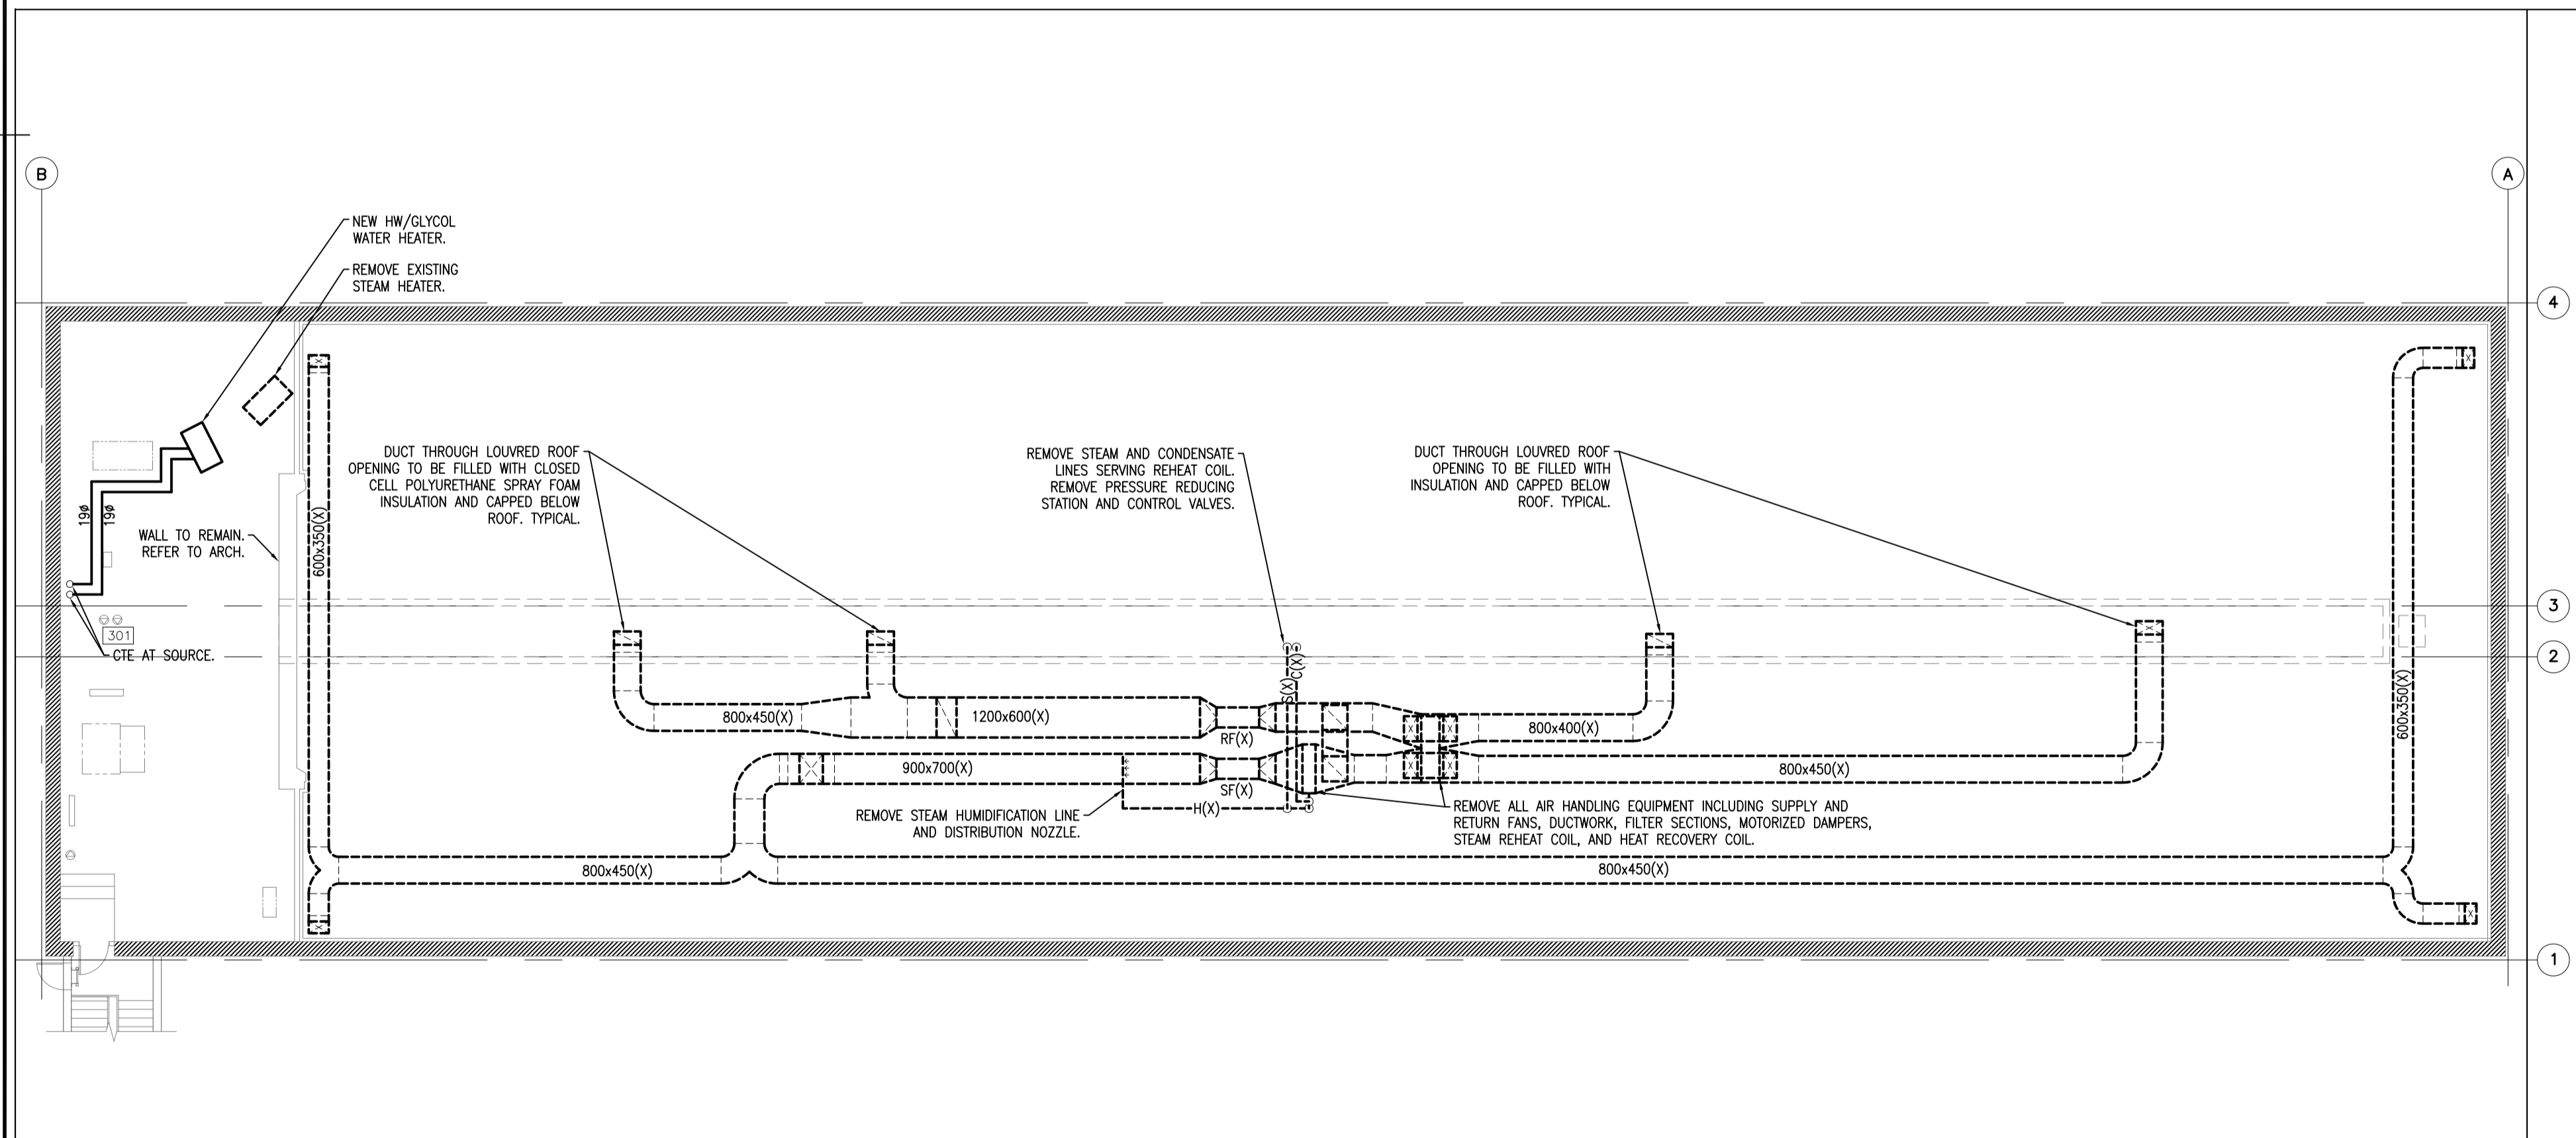 B
A
NEW HW/GLYCOL
WATER HEATER.
REMOVE EXISTING
STEAM HEATER.
4
DUCT THROUGH LOUVRED ROOF
OPENING TO BE FILLED WITH CLOSED
CELL POLYURETHANE SPRAY FOAM
INSULATION AND CAPPED BELOW
ROOF. TYPICAL.
REMOVE STEAM AND CONDENSATE
LINES SERVING REHEAT COIL.
REMOVE PRESSURE REDUCING
STATION AND CONTROL VALVES.
DUCT THROUGH LOUVRED ROOF
OPENING TO BE FILLED WITH
INSULATION AND CAPPED BELOW
ROOF. TYPICAL.
19ø
19ø
WALL TO REMAIN.
REFER TO ARCH.
600x350(X)
3
301
CTE AT SOURCE.
2
S(X)
C(X)
600x350(X)
800x450(X)
1200x600(X)
RF(X)
800x400(X)
900x700(X)
SF(X)
800x450(X)
H(X)
REMOVE STEAM HUMIDIFICATION LINE
AND DISTRIBUTION NOZZLE.
REMOVE ALL AIR HANDLING EQUIPMENT INCLUDING SUPPLY AND
RETURN FANS, DUCTWORK, FILTER SECTIONS, MOTORIZED DAMPERS,
STEAM REHEAT COIL, AND HEAT RECOVERY COIL.
800x450(X)
800x450(X)
1